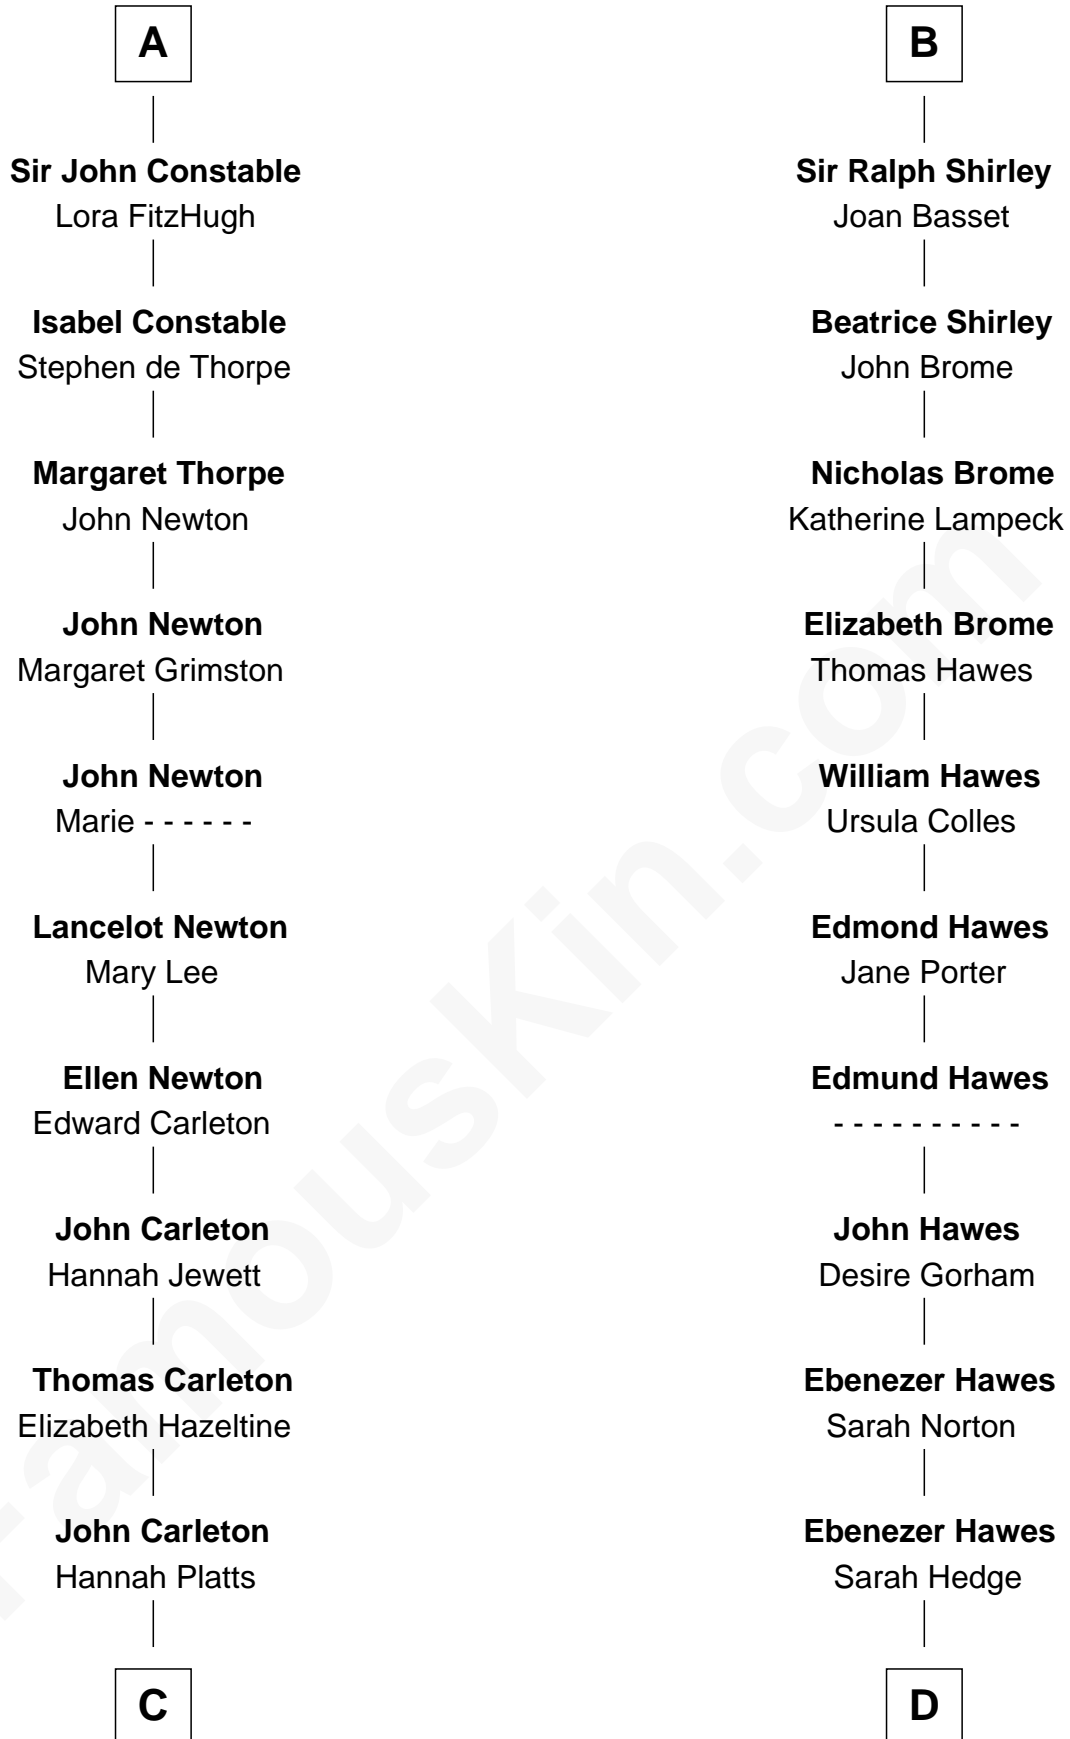 A
Sir John Constable
Lora FitzHugh
Isabel Constable
Stephen de Thorpe
Margaret Thorpe
John Newton
John Newton
Margaret Grimston
John Newton
Marie - - - - - -
Lancelot Newton
Mary Lee
Ellen Newton
Edward Carleton
John Carleton
Hannah Jewett
Thomas Carleton
Elizabeth Hazeltine
John Carleton
Hannah Platts
C
B
Sir Ralph Shirley
Joan Basset
Beatrice Shirley
John Brome
Nicholas Brome
Katherine Lampeck
Elizabeth Brome
Thomas Hawes
William Hawes
Ursula Colles
Edmond Hawes
Jane Porter
Edmund Hawes
- - - - - - - - - -
John Hawes
Desire Gorham
Ebenezer Hawes
Sarah Norton
Ebenezer Hawes
Sarah Hedge
D
FamousKin.com